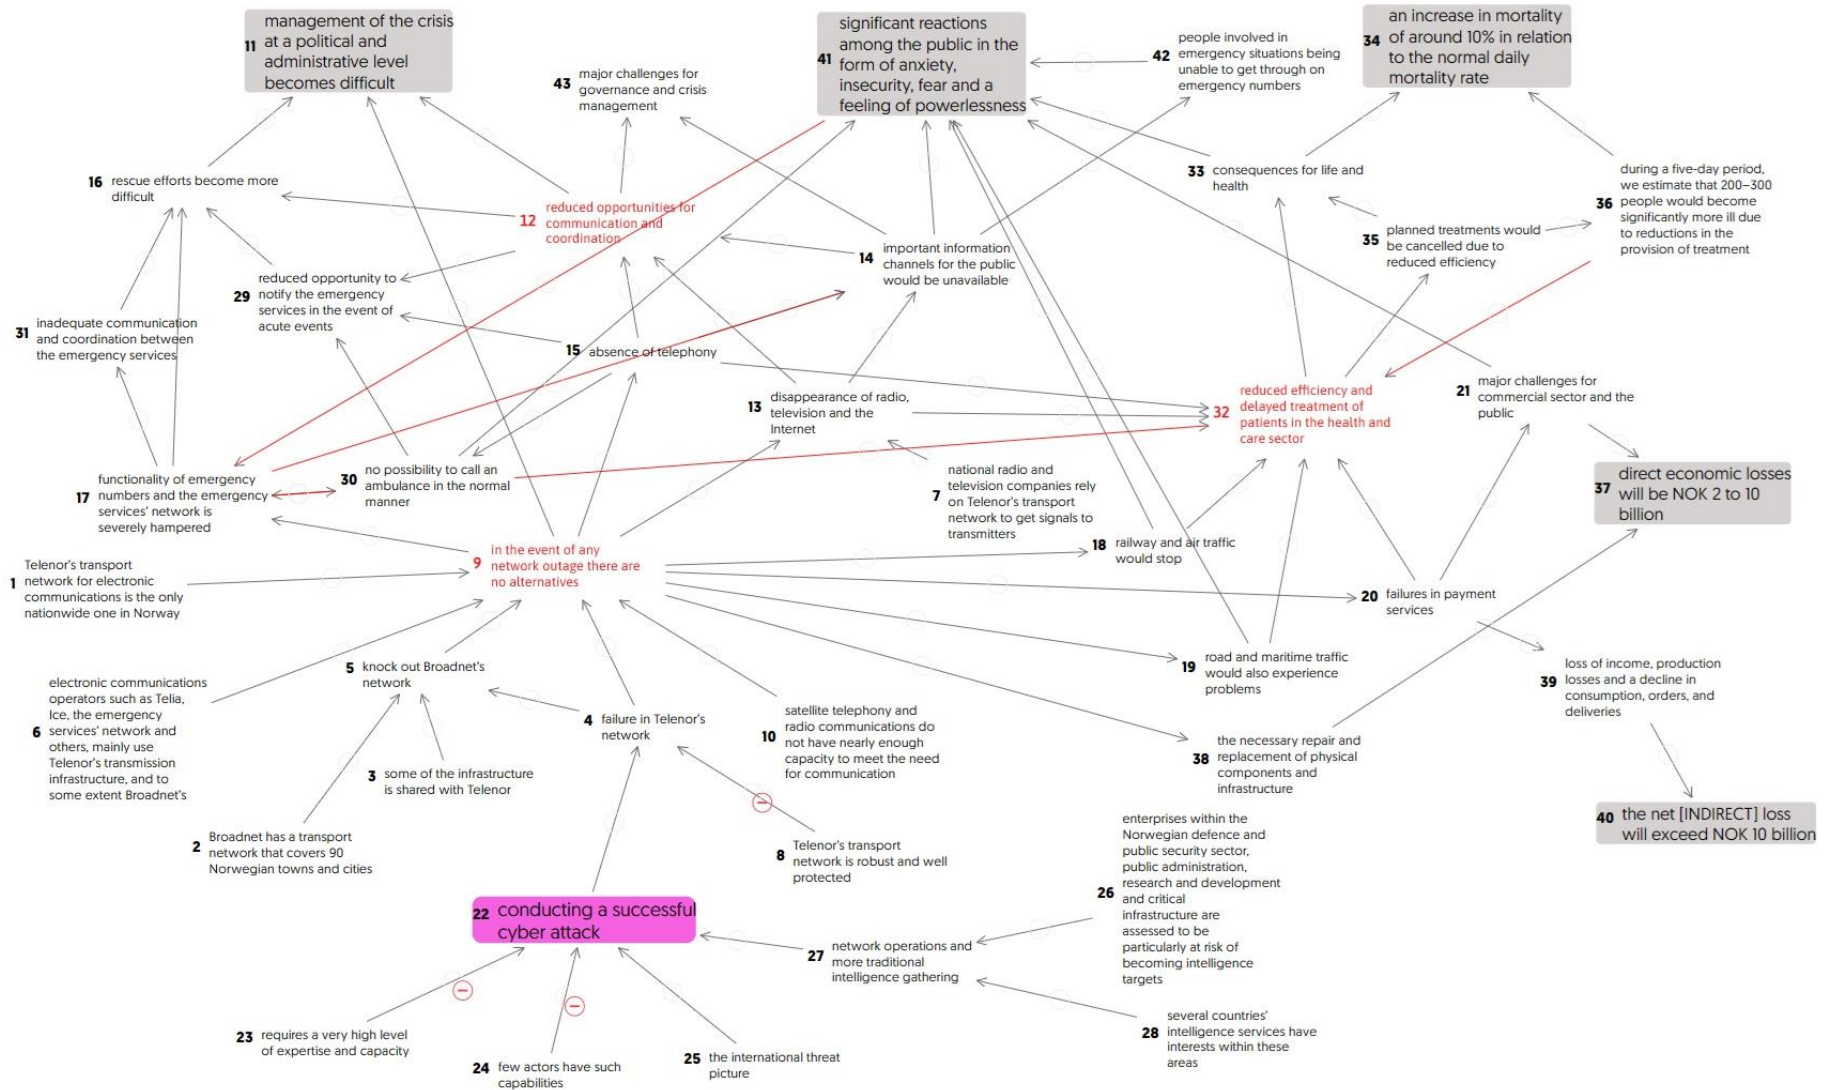 11 management of the crisis
at a political and
administrative level
becomes difficult
43 major challenges for
governance and crisis
management
41 significant reactions
among the public in the
form of anxiety,
insecurity, fear and a
feeling of powerlessness
42 people involved in
emergency situations being
unable to get through on
emergency numbers
34 an increase in mortality
of around 10% in relation
to the normal daily
mortality rate
16 rescue efforts become more
difficult
12 reduced opportunities for
communication and
coordination
33 consequences for life and
health
36 during a five-day period,
we estimate that 200–300
people would become
significantly more ill due
to reductions in the
provision of treatment
35 planned treatments would
be cancelled due to
reduced efficiency
14 important information
channels for the public
would be unavailable
29 reduced opportunity to
notify the emergency
services in the event of
acute events
31 inadequate communication
and coordination between
the emergency services
15 absence of telephony
13 disappearance of radio,
television and the
Internet
32 reduced efficiency and
delayed treatment of
patients in the health and
care sector
21 major challenges for
commercial sector and the
public
17 functionality of emergency
numbers and the emergency
services' network is
severely hampered
30 no possibility to call an
ambulance in the normal
manner
7 national radio and
television companies rely
on Telenor's transport
network to get signals to
transmitters
37 direct economic losses
will be NOK 2 to 10
billion
9 in the event of any
network outage there are
no alternatives
18 railway and air traffic
would stop
1 Telenor's transport
network for electronic
communications is the only
nationwide one in Norway
20 failures in payment
services
5 knock out Broadnet's
network
19 road and maritime traffic
would also experience
problems
39 loss of income, production
losses and a decline in
consumption, orders, and
deliveries
6 electronic communications
operators such as Telia,
Ice, the emergency
services' network and
others, mainly use
Telenor's transmission
infrastructure, and to
some extent Broadnet's
4 failure in Telenor's
network
10 satellite telephony and
radio communications do
not have nearly enough
capacity to meet the need
for communication
38 the necessary repair and
replacement of physical
components and
infrastructure
3 some of the infrastructure
is shared with Telenor
40 the net [INDIRECT] loss
will exceed NOK 10 billion
2 Broadnet has a transport
network that covers 90
Norwegian towns and cities
8 Telenor's transport
network is robust and well
protected
26 enterprises within the
Norwegian defence and
public security sector,
public administration,
research and development
and critical
infrastructure are
assessed to be
particularly at risk of
becoming intelligence
targets
22 conducting a successful
cyber attack
27 network operations and
more traditional
intelligence gathering
23 requires a very high level
of expertise and capacity
24 few actors have such
capabilities
25 the international threat
picture
28 several countries'
intelligence services have
interests within these
areas